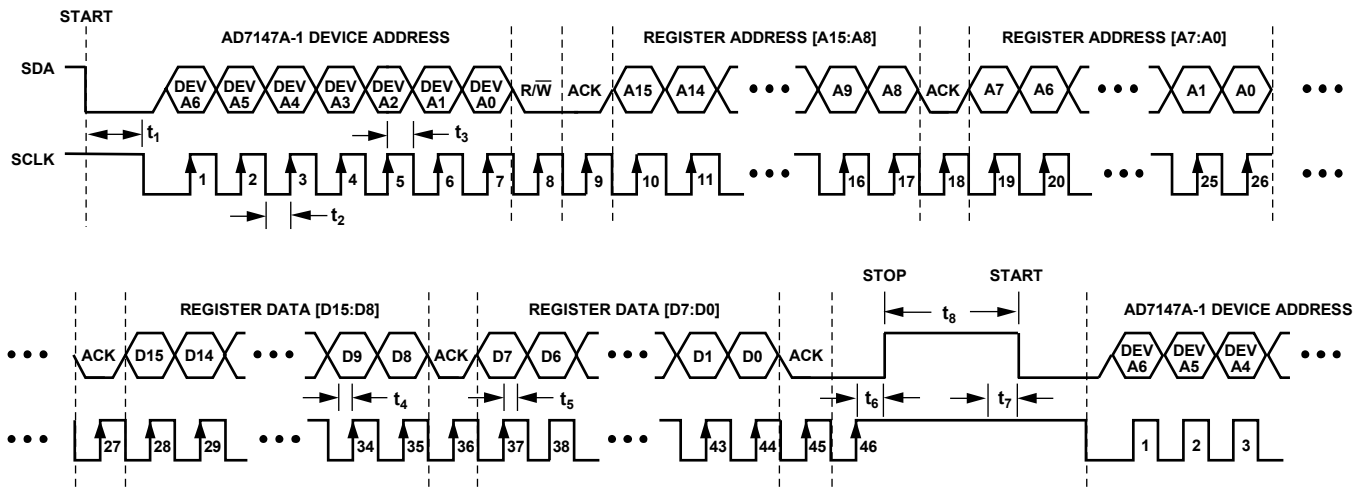 START
AD7147A-1 DEVICE ADDRESS REGISTER ADDRESS [A15:A8] REGISTER ADDRESS [A7:A0]
SDA DEV A6 DEV A5 DEV A4 DEV A3 DEV A2 DEV A1 DEV A0 R/W̅ ACK A15 A14 A9 A8 ACK A7 A6 A1 A0
t1 t3
SCLK 1 2 3 4 5 6 7 8 9 10 11 16 17 18 19 20 25 26
t2
STOP START
REGISTER DATA [D15:D8] REGISTER DATA [D7:D0] t8 AD7147A-1 DEVICE ADDRESS
ACK D15 D14 D9 D8 ACK D7 D6 D1 D0 ACK DEV A6 DEV A5 DEV A4
t4 t5 t6 t7
27 28 29 34 35 36 37 38 43 44 45 46 1 2 3